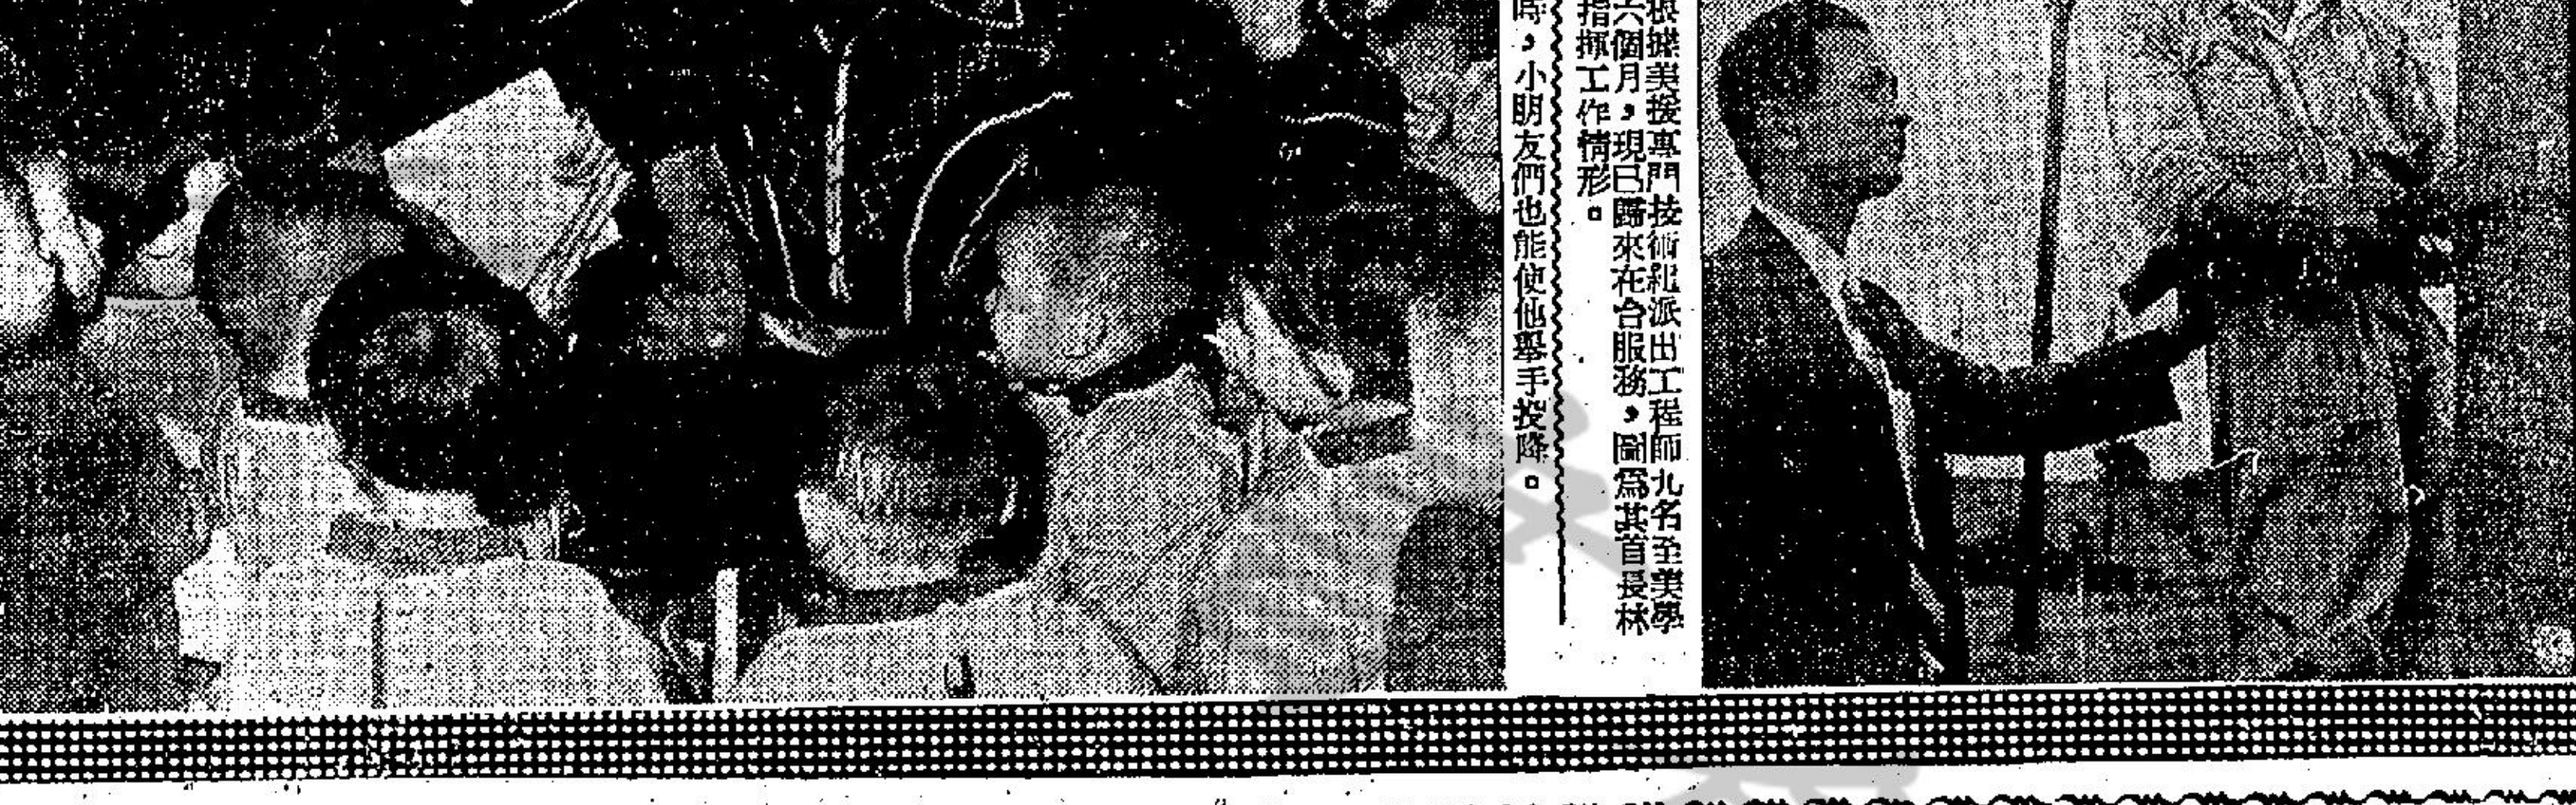 據美援專門技術組派出工程師九名至美學
六個月，現已歸來在台服務，圖為其首長林
指揮工作情形。
時，小朋友們也能使他舉手投降。